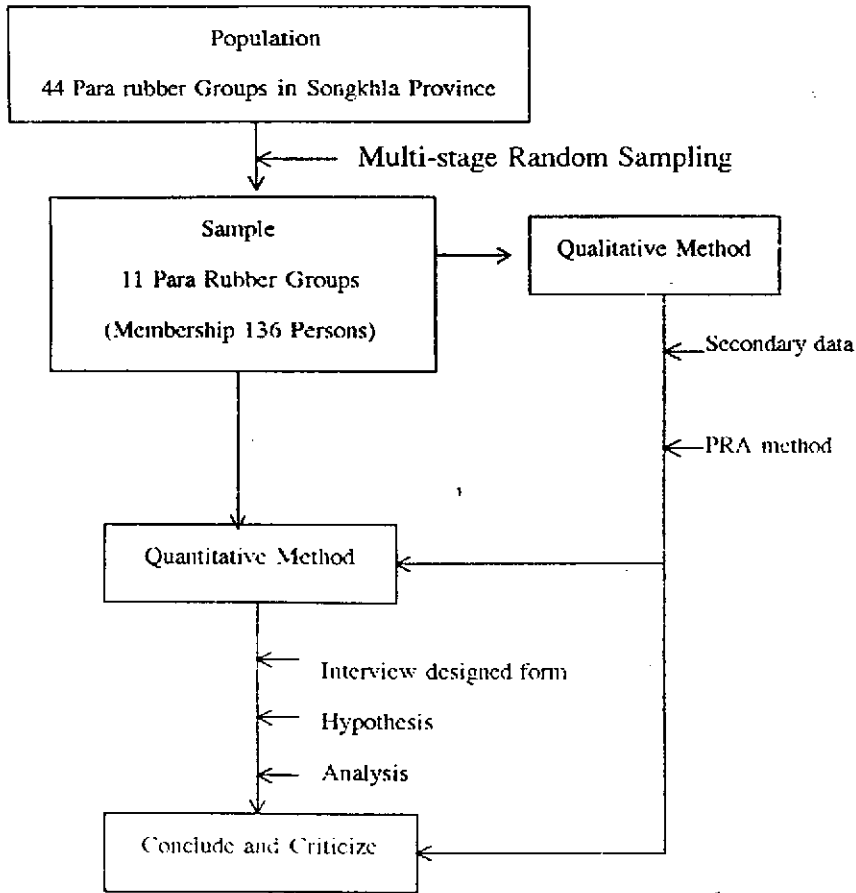 Population
44 Para rubber Groups in Songkhla Province
Multi-stage Random Sampling
Sample
11 Para Rubber Groups
(Membership 136 Persons)
Qualitative Method
Secondary data
PRA method
Quantitative Method
Interview designed form
Hypothesis
Analysis
Conclude and Criticize